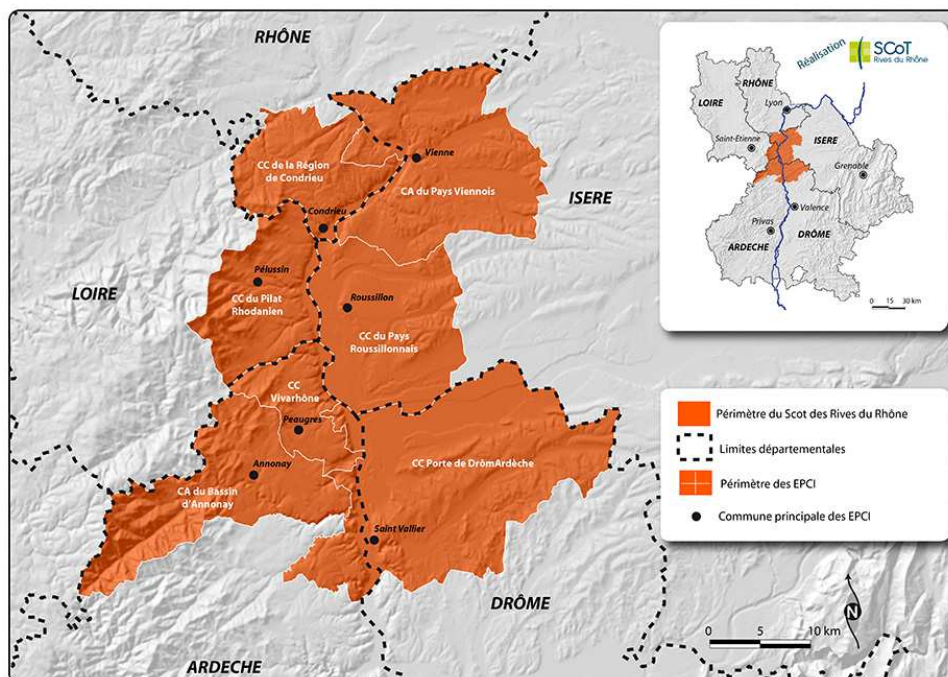 RHÔNE
ISERE
LOIRE
DRÔME
ARDECHE
CC de la Région
de Condrieu
Vienne
CA du Pays Viennois
Condrieu
Pélussin
CC du Pilat
Rhodanien
Roussillon
CC du Pays
Roussillonnais
CC
Vivarhône
Peaugres
Annonay
CA du Bassin
d'Annonay
CC Porte de DrômArdèche
Saint Vallier
Réalisation
SCoT
Rives du Rhône
RHÔNE
LOIRE
Lyon
ISERE
Saint-Etienne
Grenoble
Valence
Privas
ARDECHE
DRÔME
0 15 30 km
Périmètre du Scot des Rives du Rhône
Limites départementales
Périmètre des EPCI
Commune principale des EPCI
0 5 10 km
N